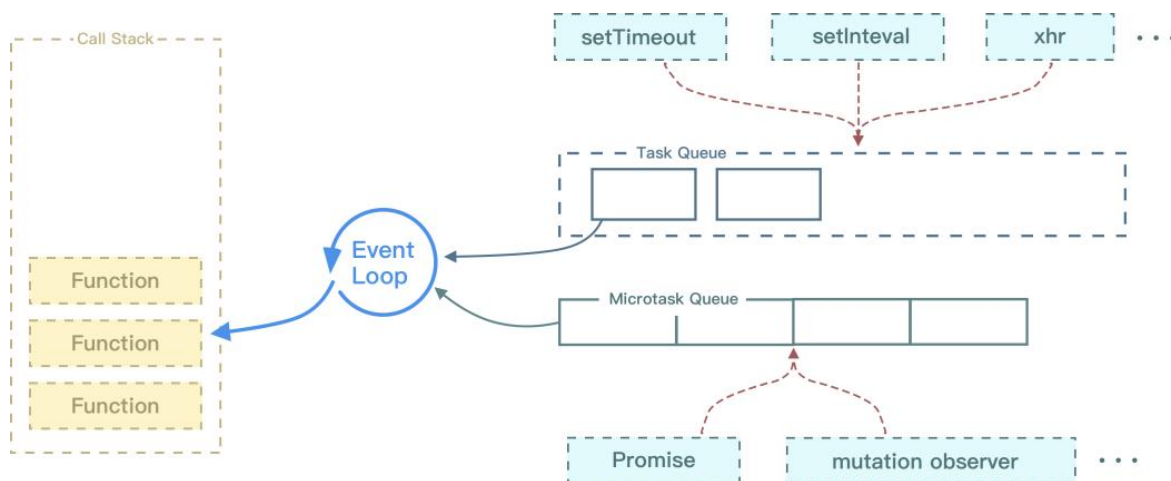 Call Stack
setTimeout
setInteval
xhr
...
Task Queue
Event
Loop
Function
Function
Function
Microtask Queue
Promise
mutation observer
...